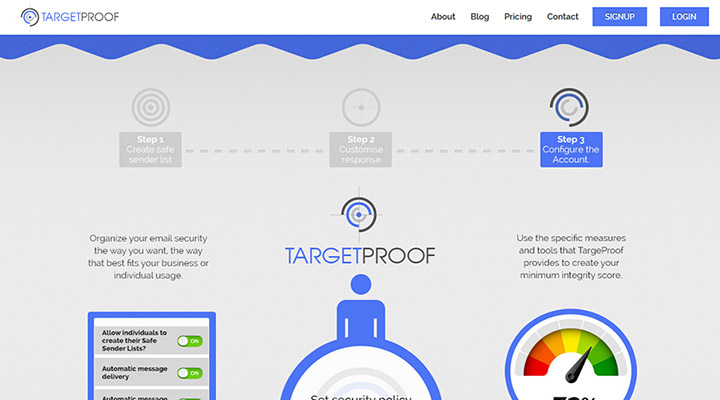 TARGETPROOF
About Blog Pricing Contact SIGNUP LOGIN
Step 1
Create safe
sender list
Step 2
Customise
response
Step 3
Configure the
Account.
TARGETPROOF
Organize your email security
the way you want, the way
that best fits your business or
individual usage.
Use the specific measures
and tools that TargeProof
provides to create your
minimum integrity score.
Allow individuals to
create their Safe
Sender Lists?
ON
Automatic message
delivery
ON
Automatic message
ON
Set security policy